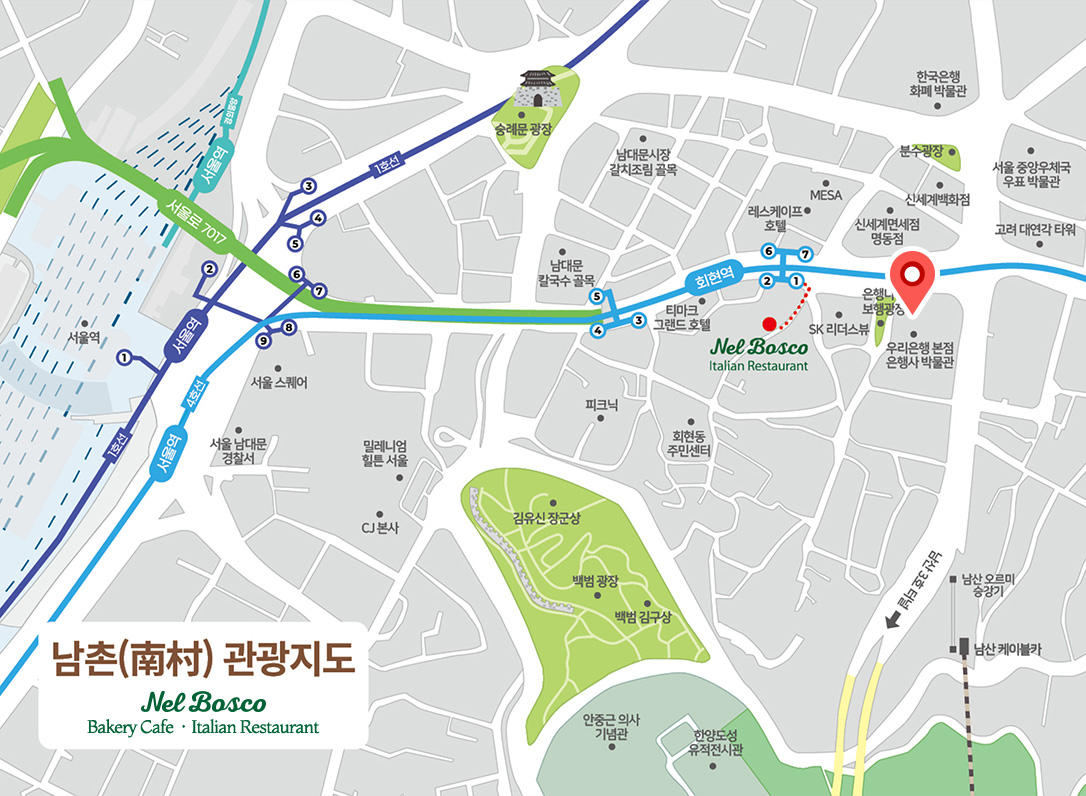 한국은행
화폐 박물관
숭례문 광장
경의중앙
서울역
1호선
남대문시장
갈치조림 골목
분수광장
서울 중앙우체국
우표 박물관
MESA
신세계백화점
레스케이프
호텔
신세계면세점
명동점
고려 대연각 타워
서울로 7017
3
4
5
2
6
7
남대문
칼국수 골목
회현역
6
7
2
1
5
4
3
티마크
그랜드 호텔
은행나
보행광장
SK 리더스뷰
우리은행 본점
은행사 박물관
Nel Bosco
Italian Restaurant
서울역
서울역
1
8
9
서울 스퀘어
4호선
피크닉
회현동
주민센터
서울 남대문
경찰서
밀레니엄
힐튼 서울
1호선
서울역
CJ 본사
김유신 장군상
백범 광장
백범 김구상
남산 3호 터널
남산 오르미
승강기
남산 케이블카
남촌(南村) 관광지도
Nel Bosco
Bakery Cafe · Italian Restaurant
안중근 의사
기념관
한양도성
유적전시관